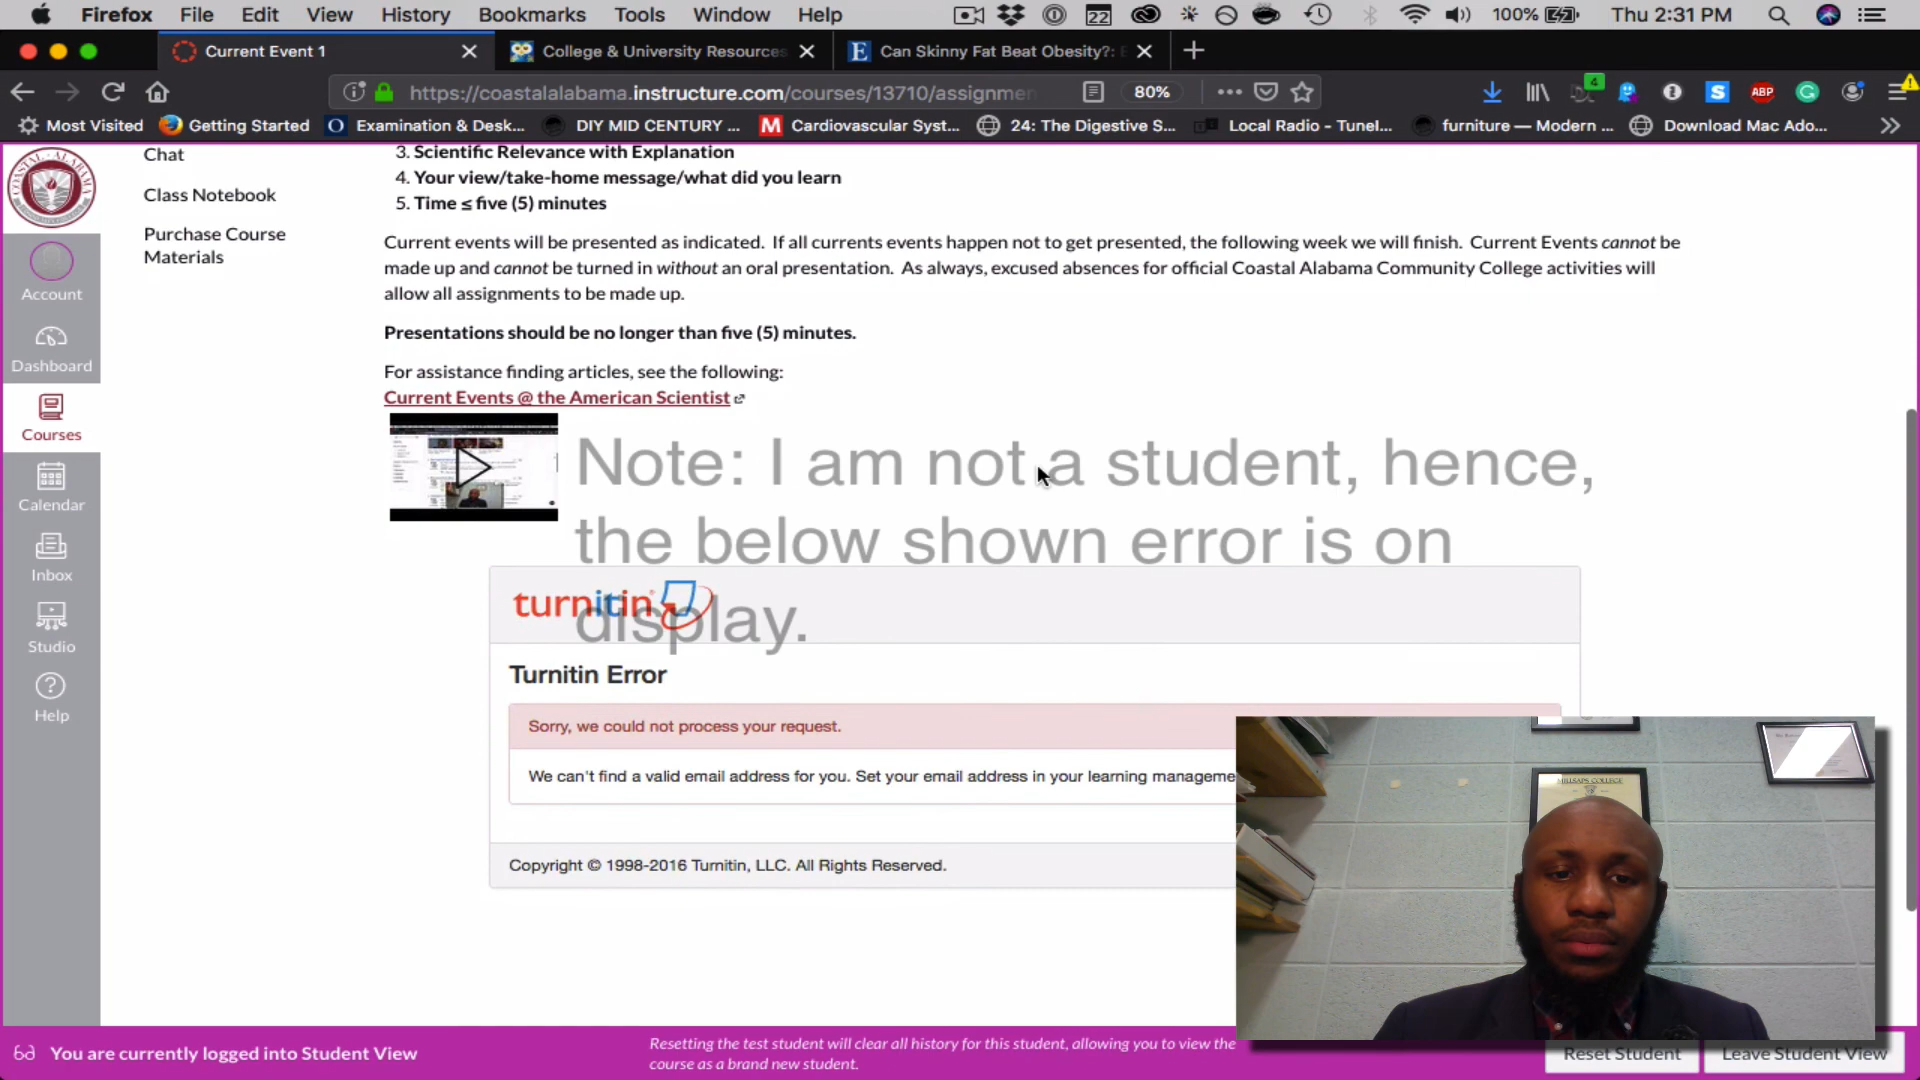 Firefox File Edit View History Bookmarks Tools Window Help 22 100% Thu 2:31 PM
Current Event 1 College & University Resources E Can Skinny Fat Beat Obesity?: E
https://coastalalabama.instructure.com/courses/13710/assignmen 80% 4 S ABP G
Most Visited Getting Started O Examination & Desk... DIY MID CENTURY ... M Cardiovascular Syst... 24: The Digestive S... Local Radio - TuneI... furniture — Modern ... Download Mac Ado...
Chat
Class Notebook
Purchase Course
Materials
Account
Dashboard
Courses
Calendar
Inbox
Studio
Help
3. Scientific Relevance with Explanation
4. Your view/take-home message/what did you learn
5. Time ≤ five (5) minutes
Current events will be presented as indicated. If all currents events happen not to get presented, the following week we will finish. Current Events cannot be
made up and cannot be turned in without an oral presentation. As always, excused absences for official Coastal Alabama Community College activities will
allow all assignments to be made up.
Presentations should be no longer than five (5) minutes.
For assistance finding articles, see the following:
Current Events @ the American Scientist
Note: I am not a student, hence,
the below shown error is on
display.
turnitin
Turnitin Error
Sorry, we could not process your request.
We can't find a valid email address for you. Set your email address in your learning manageme
Copyright © 1998-2016 Turnitin, LLC. All Rights Reserved.
MILLSAPS COLLEGE
You are currently logged into Student View
Resetting the test student will clear all history for this student, allowing you to view the
course as a brand new student.
Reset Student Leave Student View